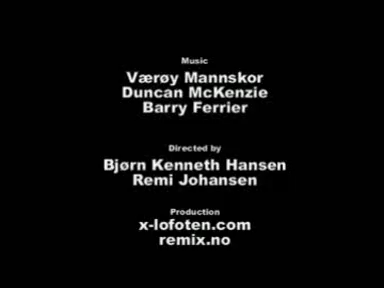 Music
Værøy Mannskor
Duncan McKenzie
Barry Ferrier
Directed by
Bjørn Kenneth Hansen
Remi Johansen
Production
x-lofoten.com
remix.no